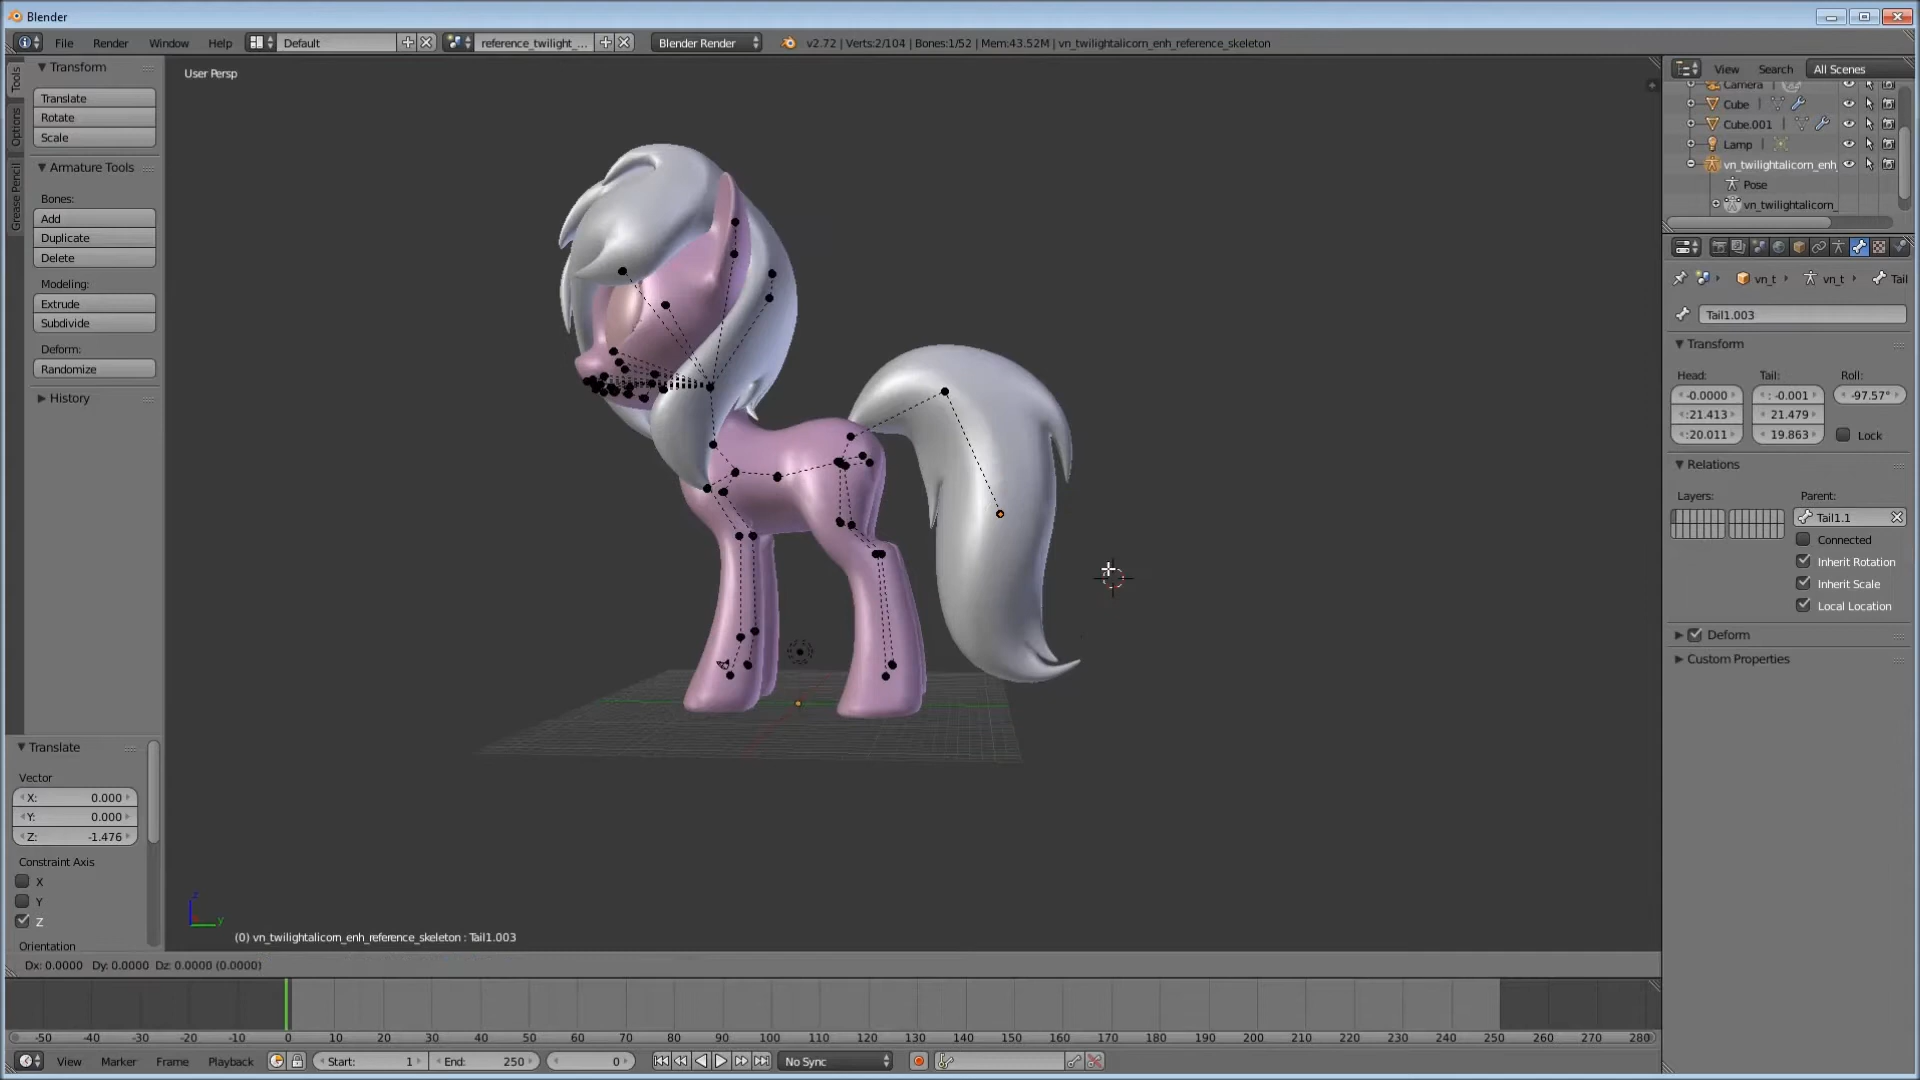 Blender
File Render Window Help Default reference_twilight_... Blender Render v2.72 | Verts:2/104 | Bones:1/52 | Mem:43.52M | vn_twilightalicorn_enh_reference_skeleton
Tools
Options
Grease Pencil
Transform
Translate
Rotate
Scale
Armature Tools
Bones:
Add
Duplicate
Delete
Modeling:
Extrude
Subdivide
Deform:
Randomize
History
Translate
Vector
X: 0.000
Y: 0.000
Z: -1.476
Constraint Axis
X
Y
Z
Orientation
User Persp
z
y
(0) vn_twilightalicorn_enh_reference_skeleton : Tail1.003
Dx: 0.0000 Dy: 0.0000 Dz: 0.0000 (0.0000)
View Search All Scenes
Camera
Cube
Cube.001
Lamp
vn_twilightalicorn_enh_
Pose
vn_twilightalicorn_
vn_t vn_t Tail
Tail1.003
Transform
Head: Tail: Roll:
-0.0000 : -0.001 -97.57°
:21.413 21.479
:20.011 19.863 Lock
Relations
Layers: Parent:
Tail1.1
Connected
Inherit Rotation
Inherit Scale
Local Location
Deform
Custom Properties
-50 -40 -30 -20 -10 0 10 20 30 40 50 60 70 80 90 100 110 120 130 140 150 160 170 180 190 200 210 220 230 240 250 260 270 280
View Marker Frame Playback Start: 1 End: 250 0 No Sync